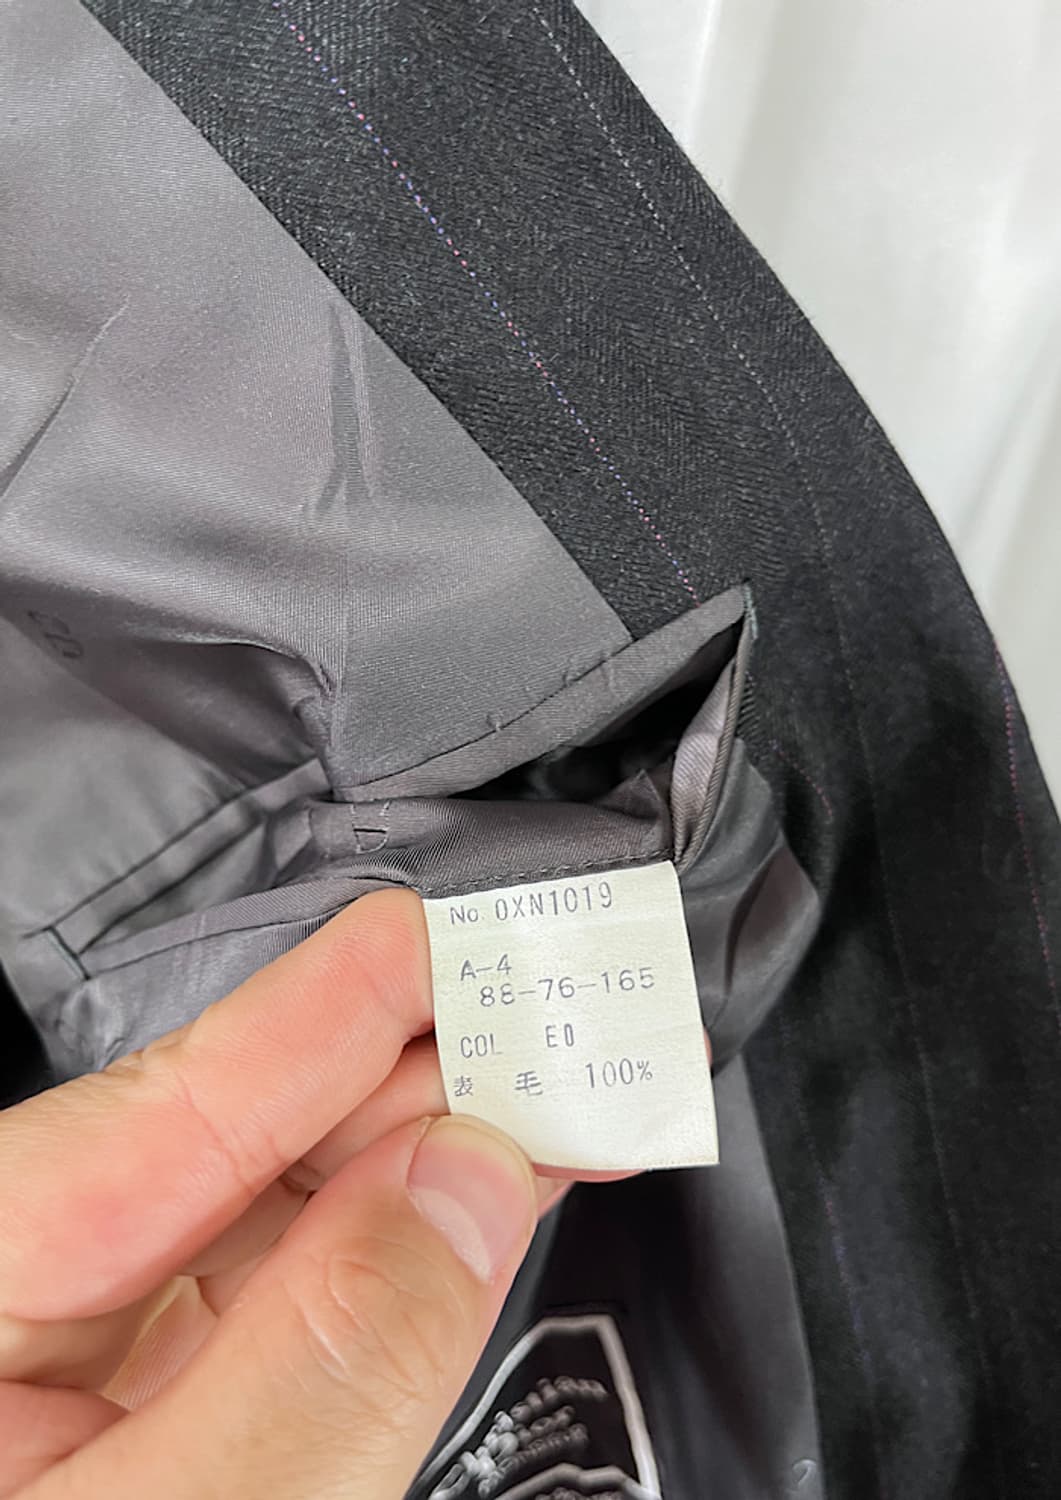 No 0XN1019
A-4
88-76-165
COL E0
表 毛 100%